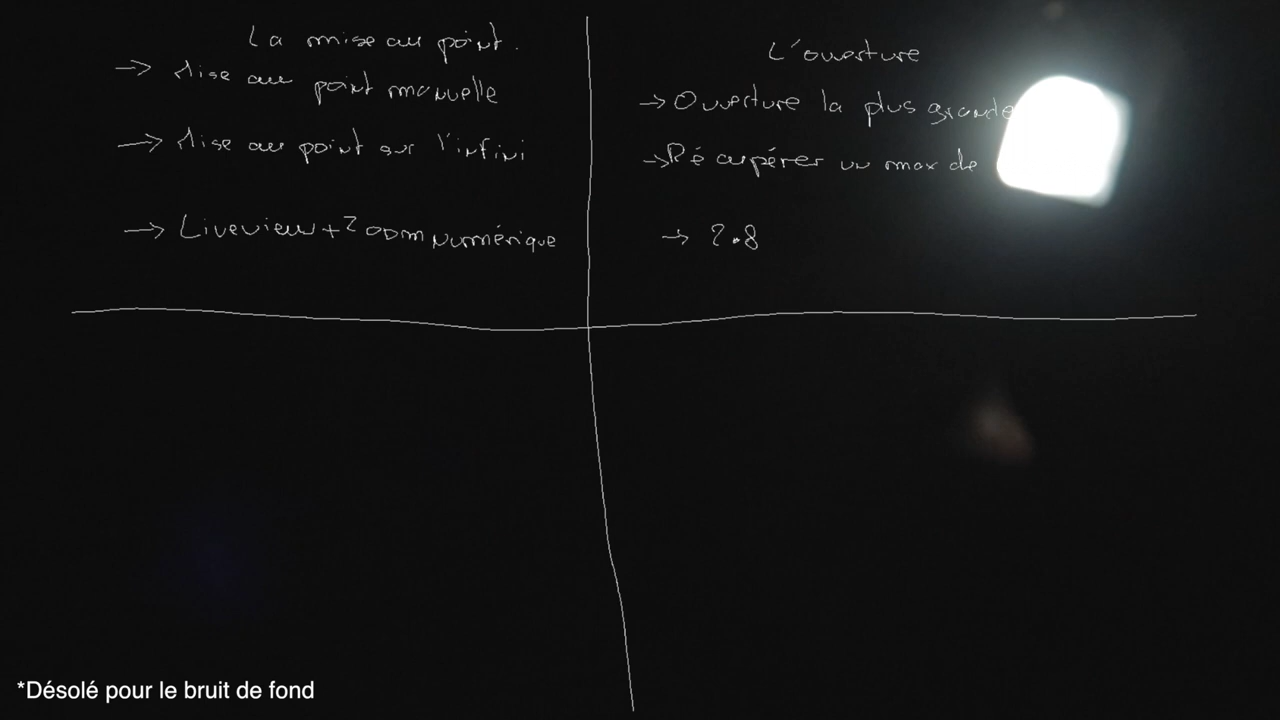 La mise au point.
→ Mise au point manuelle
→ Mise au point sur l'infini
→ Liveview + Zoom numérique
L'ouverture
→ Ouverture la plus grande
→ Récupérer un max de
→ 2.8
*Désolé pour le bruit de fond